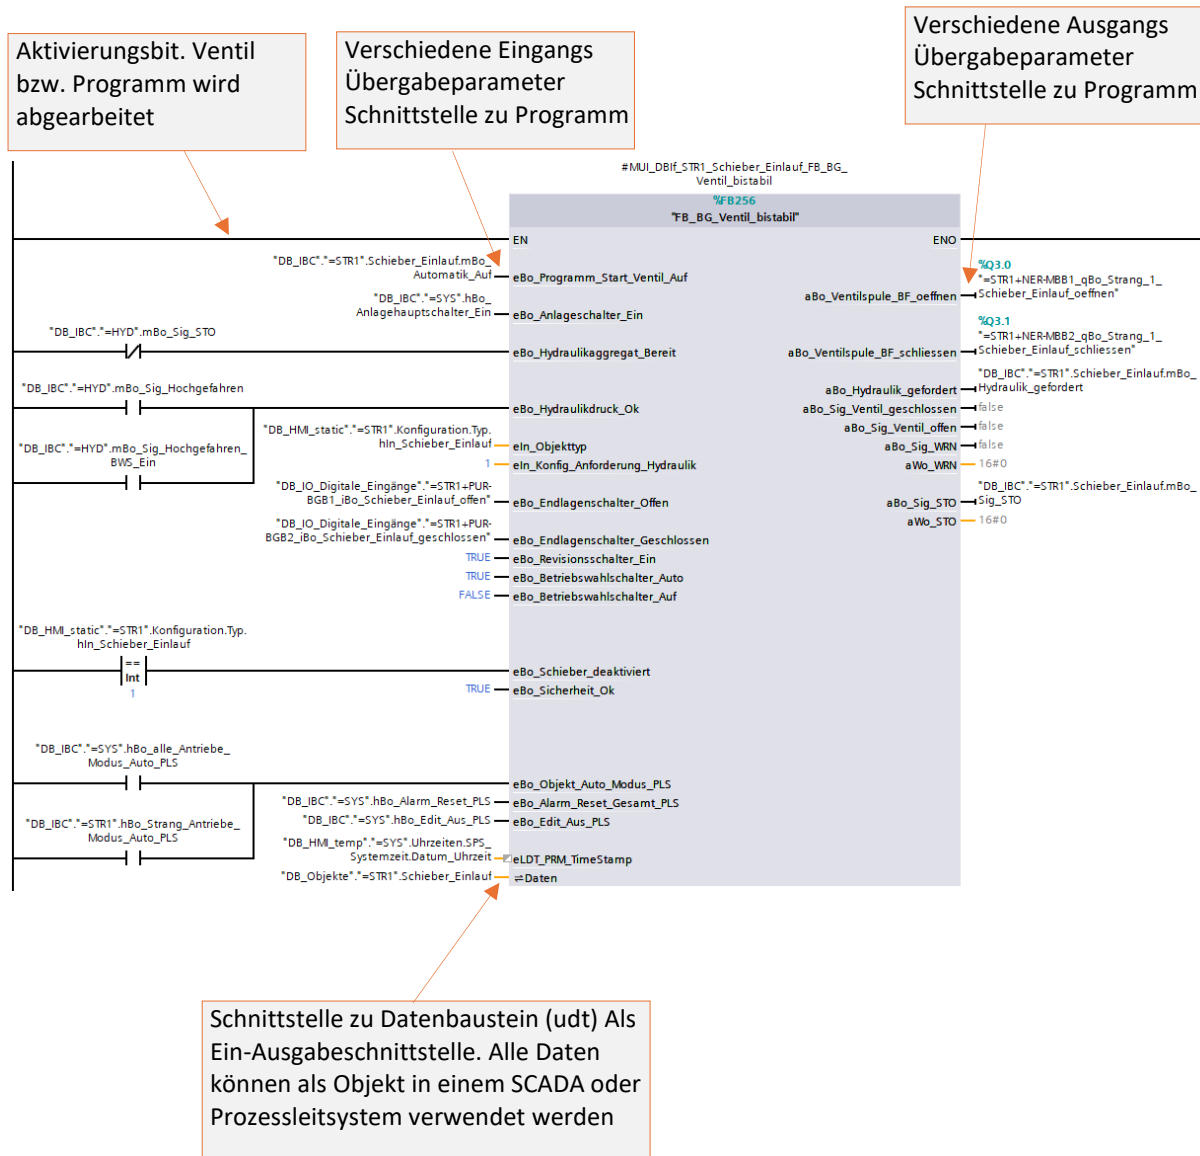 Aktivierungsbit. Ventil
bzw. Programm wird
abgearbeitet
Verschiedene Eingangs
Übergabeparameter
Schnittstelle zu Programm
Verschiedene Ausgangs
Übergabeparameter
Schnittstelle zu Programm
#MUI_DBIf_STR1_Schieber_Einlauf_FB_BG_
Ventil_bistabil
%FB256
"FB_BG_Ventil_bistabil"
EN
ENO
"DB_IBC"."=STR1".Schieber_Einlauf.mBo_
Automatik_Auf
eBo_Programm_Start_Ventil_Auf
%Q3.0
"=STR1+NER-MBB1_qBo_Strang_1_
Schieber_Einlauf_oeffnen"
aBo_Ventilspule_BF_oeffnen
"DB_IBC"."=SYS".hBo_
Anlagehauptschalter_Ein
eBo_Anlageschalter_Ein
%Q3.1
"=STR1+NER-MBB2_qBo_Strang_1_
Schieber_Einlauf_schliessen"
aBo_Ventilspule_BF_schliessen
"DB_IBC"."=HYD".mBo_Sig_STO
eBo_Hydraulikaggregat_Bereit
"DB_IBC"."=STR1".Schieber_Einlauf.mBo_
Hydraulik_gefordert
aBo_Hydraulik_gefordert
"DB_IBC"."=HYD".mBo_Sig_Hochgefahren
eBo_Hydraulikdruck_Ok
aBo_Sig_Ventil_geschlossen
false
aBo_Sig_Ventil_offen
false
"DB_IBC"."=HYD".mBo_Sig_Hochgefahren_
BWS_Ein
"DB_HMI_static"."=STR1".Konfiguration.Typ.
hIn_Schieber_Einlauf
eIn_Objekttyp
aBo_Sig_WRN
false
1
eIn_Konfig_Anforderung_Hydraulik
aWo_WRN
16#0
"DB_IO_Digitale_Eingänge"."=STR1+PUR-
BGB1_iBo_Schieber_Einlauf_offen"
eBo_Endlagenschalter_Offen
"DB_IBC"."=STR1".Schieber_Einlauf.mBo_
Sig_STO
aBo_Sig_STO
aWo_STO
16#0
"DB_IO_Digitale_Eingänge"."=STR1+PUR-
BGB2_iBo_Schieber_Einlauf_geschlossen"
eBo_Endlagenschalter_Geschlossen
TRUE
eBo_Revisionsschalter_Ein
TRUE
eBo_Betriebswahlschalter_Auto
FALSE
eBo_Betriebswahlschalter_Auf
"DB_HMI_static"."=STR1".Konfiguration.Typ.
hIn_Schieber_Einlauf
==
Int
1
eBo_Schieber_deaktiviert
TRUE
eBo_Sicherheit_Ok
"DB_IBC"."=SYS".hBo_alle_Antriebe_
Modus_Auto_PLS
eBo_Objekt_Auto_Modus_PLS
"DB_IBC"."=SYS".hBo_Alarm_Reset_PLS
eBo_Alarm_Reset_Gesamt_PLS
"DB_IBC"."=STR1".hBo_Strang_Antriebe_
Modus_Auto_PLS
"DB_IBC"."=SYS".hBo_Edit_Aus_PLS
eBo_Edit_Aus_PLS
"DB_HMI_temp"."=SYS".Uhrzeiten.SPS_
Systemzeit.Datum_Uhrzeit
eLDT_PRM_TimeStamp
"DB_Objekte"."=STR1".Schieber_Einlauf
Daten
Schnittstelle zu Datenbaustein (udt) Als
Ein-Ausgabeschnittstelle. Alle Daten
können als Objekt in einem SCADA oder
Prozessleitsystem verwendet werden